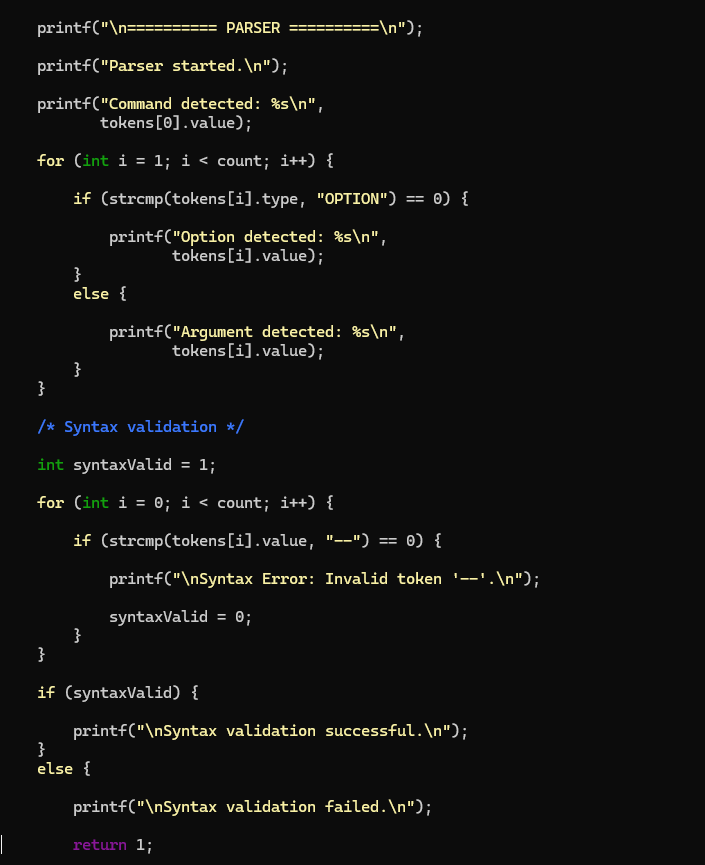 printf("\n========== PARSER ==========\n");
printf("Parser started.\n");
printf("Command detected: %s\n",
tokens[0].value);
for (int i = 1; i < count; i++) {
if (strcmp(tokens[i].type, "OPTION") == 0) {
printf("Option detected: %s\n",
tokens[i].value);
}
else {
printf("Argument detected: %s\n",
tokens[i].value);
}
}
/* Syntax validation */
int syntaxValid = 1;
for (int i = 0; i < count; i++) {
if (strcmp(tokens[i].value, "--") == 0) {
printf("\nSyntax Error: Invalid token '--'.\n");
syntaxValid = 0;
}
}
if (syntaxValid) {
printf("\nSyntax validation successful.\n");
}
else {
printf("\nSyntax validation failed.\n");
return 1;